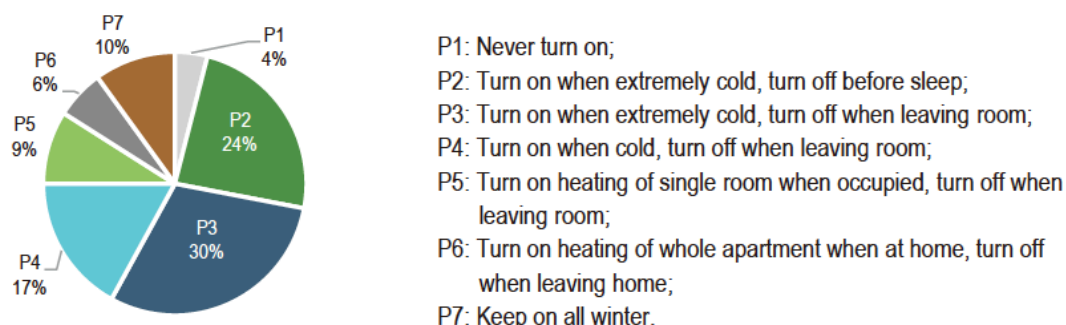 P7
10%
P1
4%
P6
6%
P2
24%
P5
9%
P3
30%
P4
17%
P1: Never turn on;
P2: Turn on when extremely cold, turn off before sleep;
P3: Turn on when extremely cold, turn off when leaving room;
P4: Turn on when cold, turn off when leaving room;
P5: Turn on heating of single room when occupied, turn off when
leaving room;
P6: Turn on heating of whole apartment when at home, turn off
when leaving home;
P7: Keep on all winter.